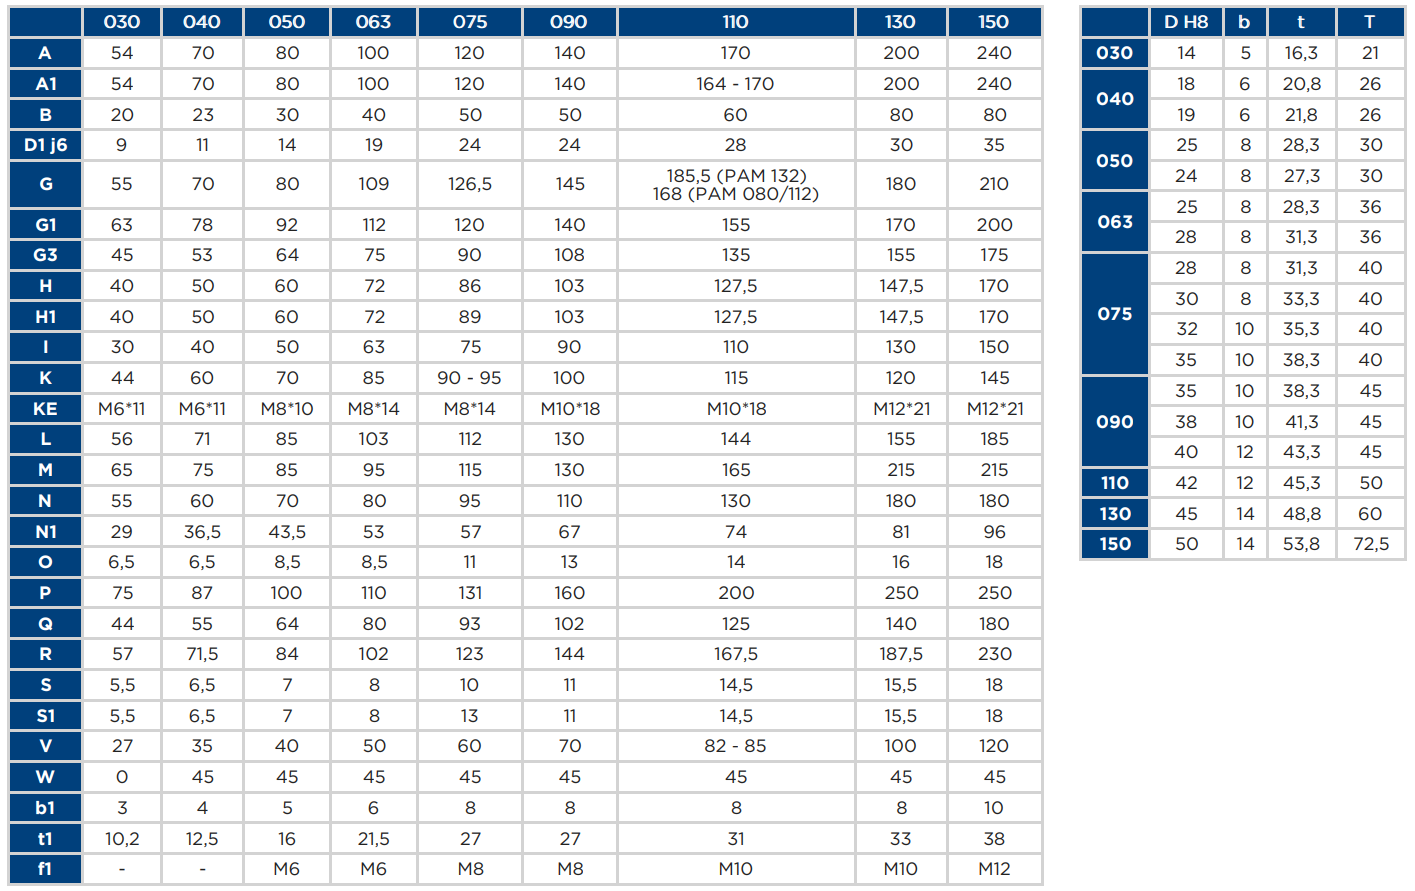 030 040 050 063 075 090 110 130 150
A 54 70 80 100 120 140 170 200 240
A1 54 70 80 100 120 140 164 - 170 200 240
B 20 23 30 40 50 50 60 80 80
D1 j6 9 11 14 19 24 24 28 30 35
G 55 70 80 109 126,5 145 185,5 (PAM 132) 180 210
168 (PAM 080/112)
G1 63 78 92 112 120 140 155 170 200
G3 45 53 64 75 90 108 135 155 175
H 40 50 60 72 86 103 127,5 147,5 170
H1 40 50 60 72 89 103 127,5 147,5 170
I 30 40 50 63 75 90 110 130 150
K 44 60 70 85 90 - 95 100 115 120 145
KE M6*11 M6*11 M8*10 M8*14 M8*14 M10*18 M10*18 M12*21 M12*21
L 56 71 85 103 112 130 144 155 185
M 65 75 85 95 115 130 165 215 215
N 55 60 70 80 95 110 130 180 180
N1 29 36,5 43,5 53 57 67 74 81 96
O 6,5 6,5 8,5 8,5 11 13 14 16 18
P 75 87 100 110 131 160 200 250 250
Q 44 55 64 80 93 102 125 140 180
R 57 71,5 84 102 123 144 167,5 187,5 230
S 5,5 6,5 7 8 10 11 14,5 15,5 18
S1 5,5 6,5 7 8 13 11 14,5 15,5 18
V 27 35 40 50 60 70 82 - 85 100 120
W 0 45 45 45 45 45 45 45 45
b1 3 4 5 6 8 8 8 8 10
t1 10,2 12,5 16 21,5 27 27 31 33 38
f1 - - M6 M6 M8 M8 M10 M10 M12
D H8 b t T
030 14 5 16,3 21
040 18 6 20,8 26
19 6 21,8 26
050 25 8 28,3 30
24 8 27,3 30
063 25 8 28,3 36
28 8 31,3 36
075 28 8 31,3 40
30 8 33,3 40
32 10 35,3 40
35 10 38,3 40
090 35 10 38,3 45
38 10 41,3 45
40 12 43,3 45
110 42 12 45,3 50
130 45 14 48,8 60
150 50 14 53,8 72,5